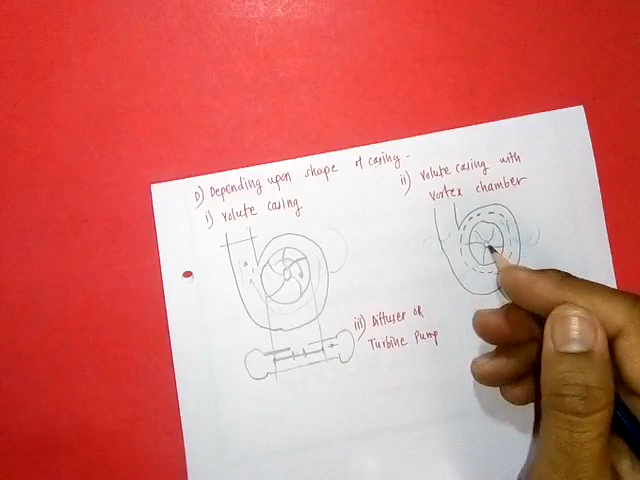 D) Depending upon shape of casing.
i) volute casing
ii) volute casing with
vortex chamber
iii) Diffuser OR
Turbine Pump